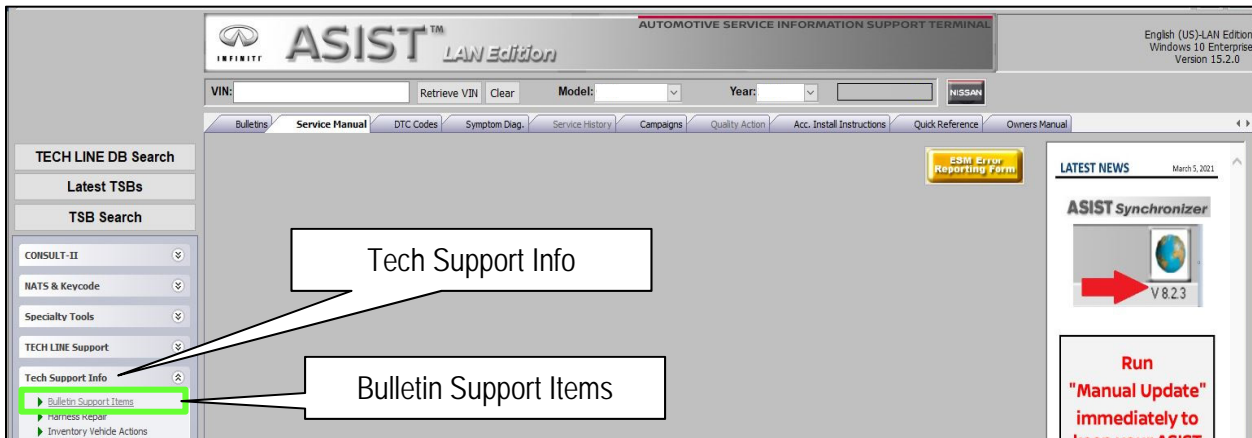 INFINITI
ASIST™ LAN Edition
AUTOMOTIVE SERVICE INFORMATION SUPPORT TERMINAL
English (US)-LAN Edition
Windows 10 Enterprise
Version 15.2.0
VIN: Retrieve VIN Clear Model: Year: NISSAN
Bulletins Service Manual DTC Codes Symptom Diag. Service History Campaigns Quality Action Acc. Install Instructions Quick Reference Owners Manual
TECH LINE DB Search
Latest TSBs
TSB Search
CONSULT-II
NATS & Keycode
Specialty Tools
TECH LINE Support
Tech Support Info
Bulletin Support Items
Harness Repair
Inventory Vehicle Actions
Tech Support Info
Bulletin Support Items
ESM Error
Reporting Form
LATEST NEWS March 5, 2021
ASIST Synchronizer
V 8.2.3
Run
"Manual Update"
immediately to
keep your ASIST